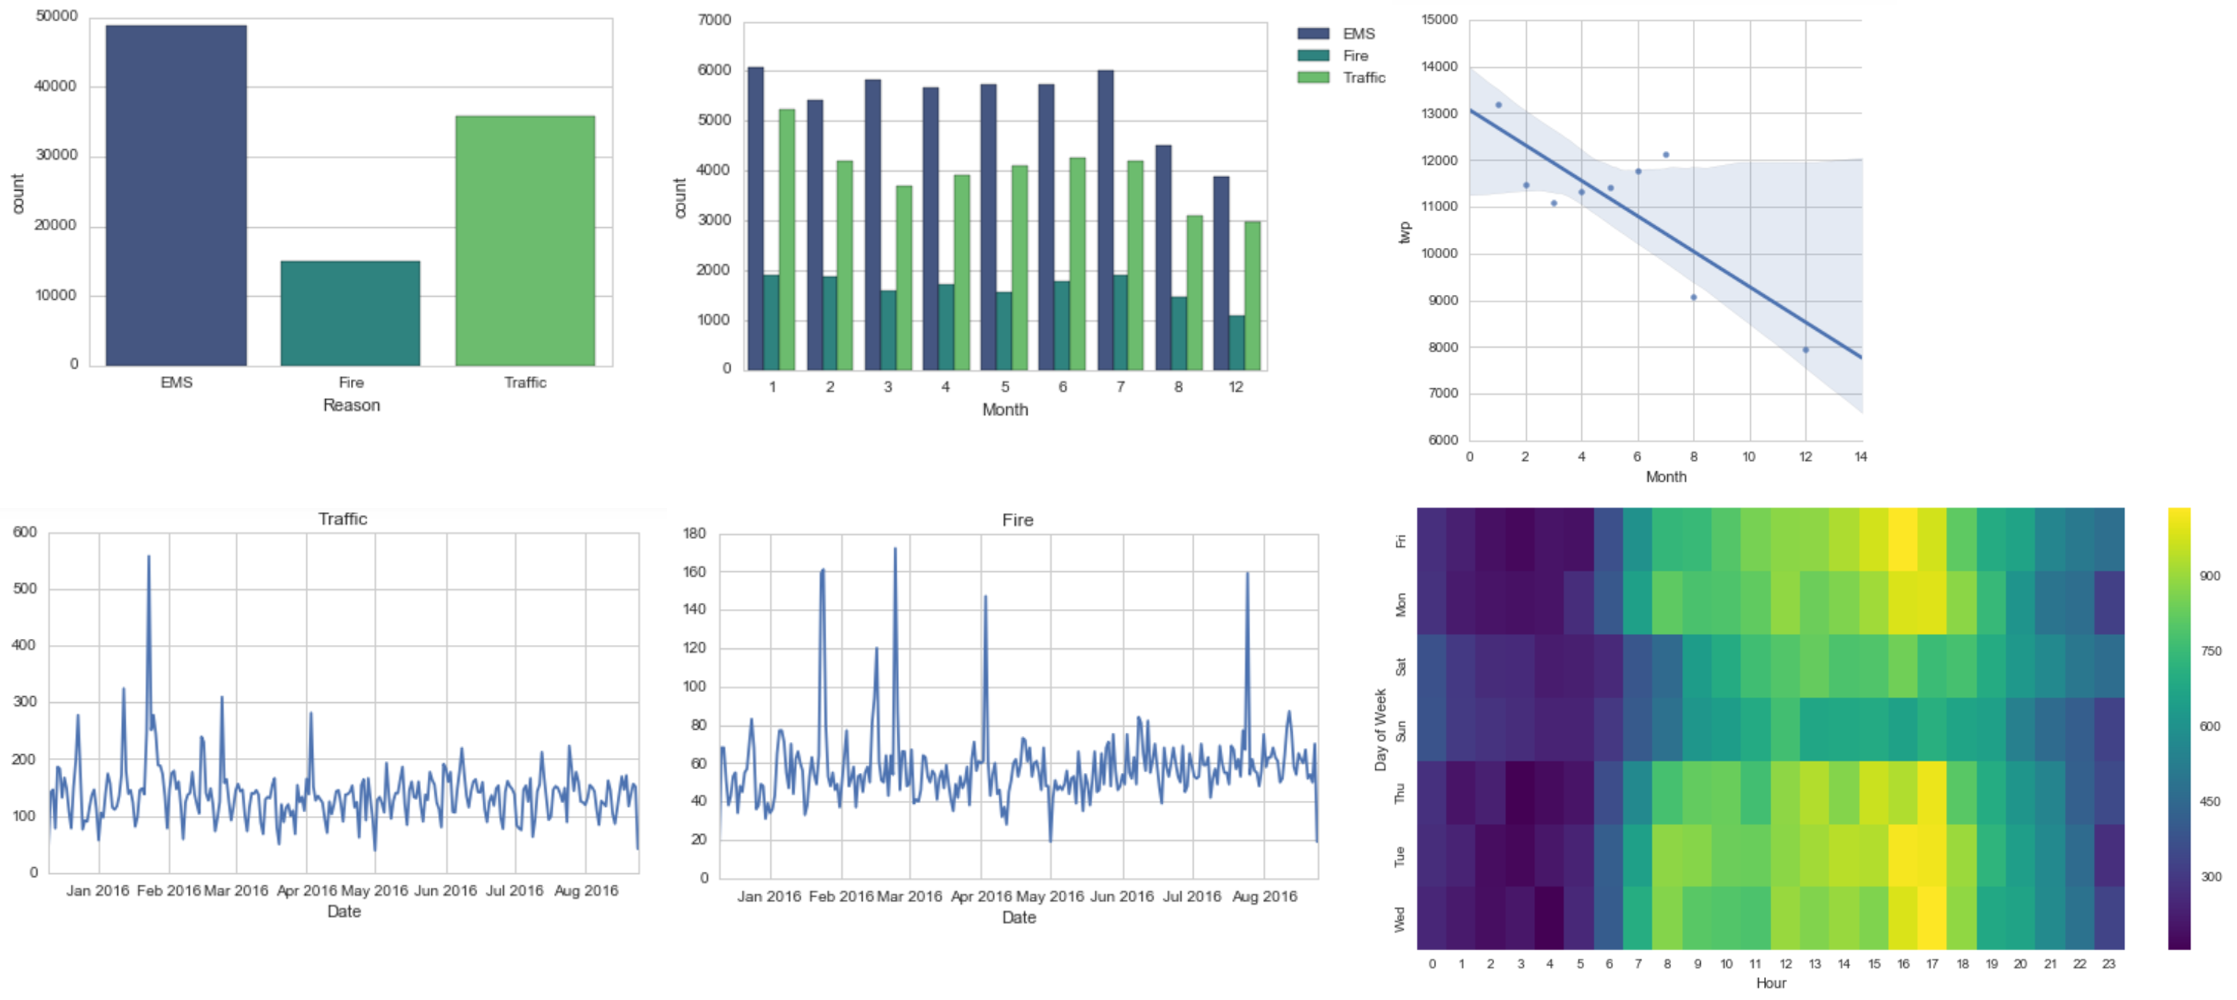 50000
40000
30000
20000
10000
0
count
EMS Fire Traffic
Reason
7000
6000
5000
4000
3000
2000
1000
0
count
1 2 3 4 5 6 7 8 12
Month
EMS
Fire
Traffic
15000
14000
13000
12000
11000
10000
9000
8000
7000
6000
twp
0 2 4 6 8 10 12 14
Month
Traffic
600
500
400
300
200
100
0
Jan 2016 Feb 2016 Mar 2016 Apr 2016 May 2016 Jun 2016 Jul 2016 Aug 2016
Date
Fire
180
160
140
120
100
80
60
40
20
0
Jan 2016 Feb 2016 Mar 2016 Apr 2016 May 2016 Jun 2016 Jul 2016 Aug 2016
Date
Day of Week
Fri
Mon
Sat
Sun
Thu
Tue
Wed
0 1 2 3 4 5 6 7 8 9 10 11 12 13 14 15 16 17 18 19 20 21 22 23
Hour
900
750
600
450
300